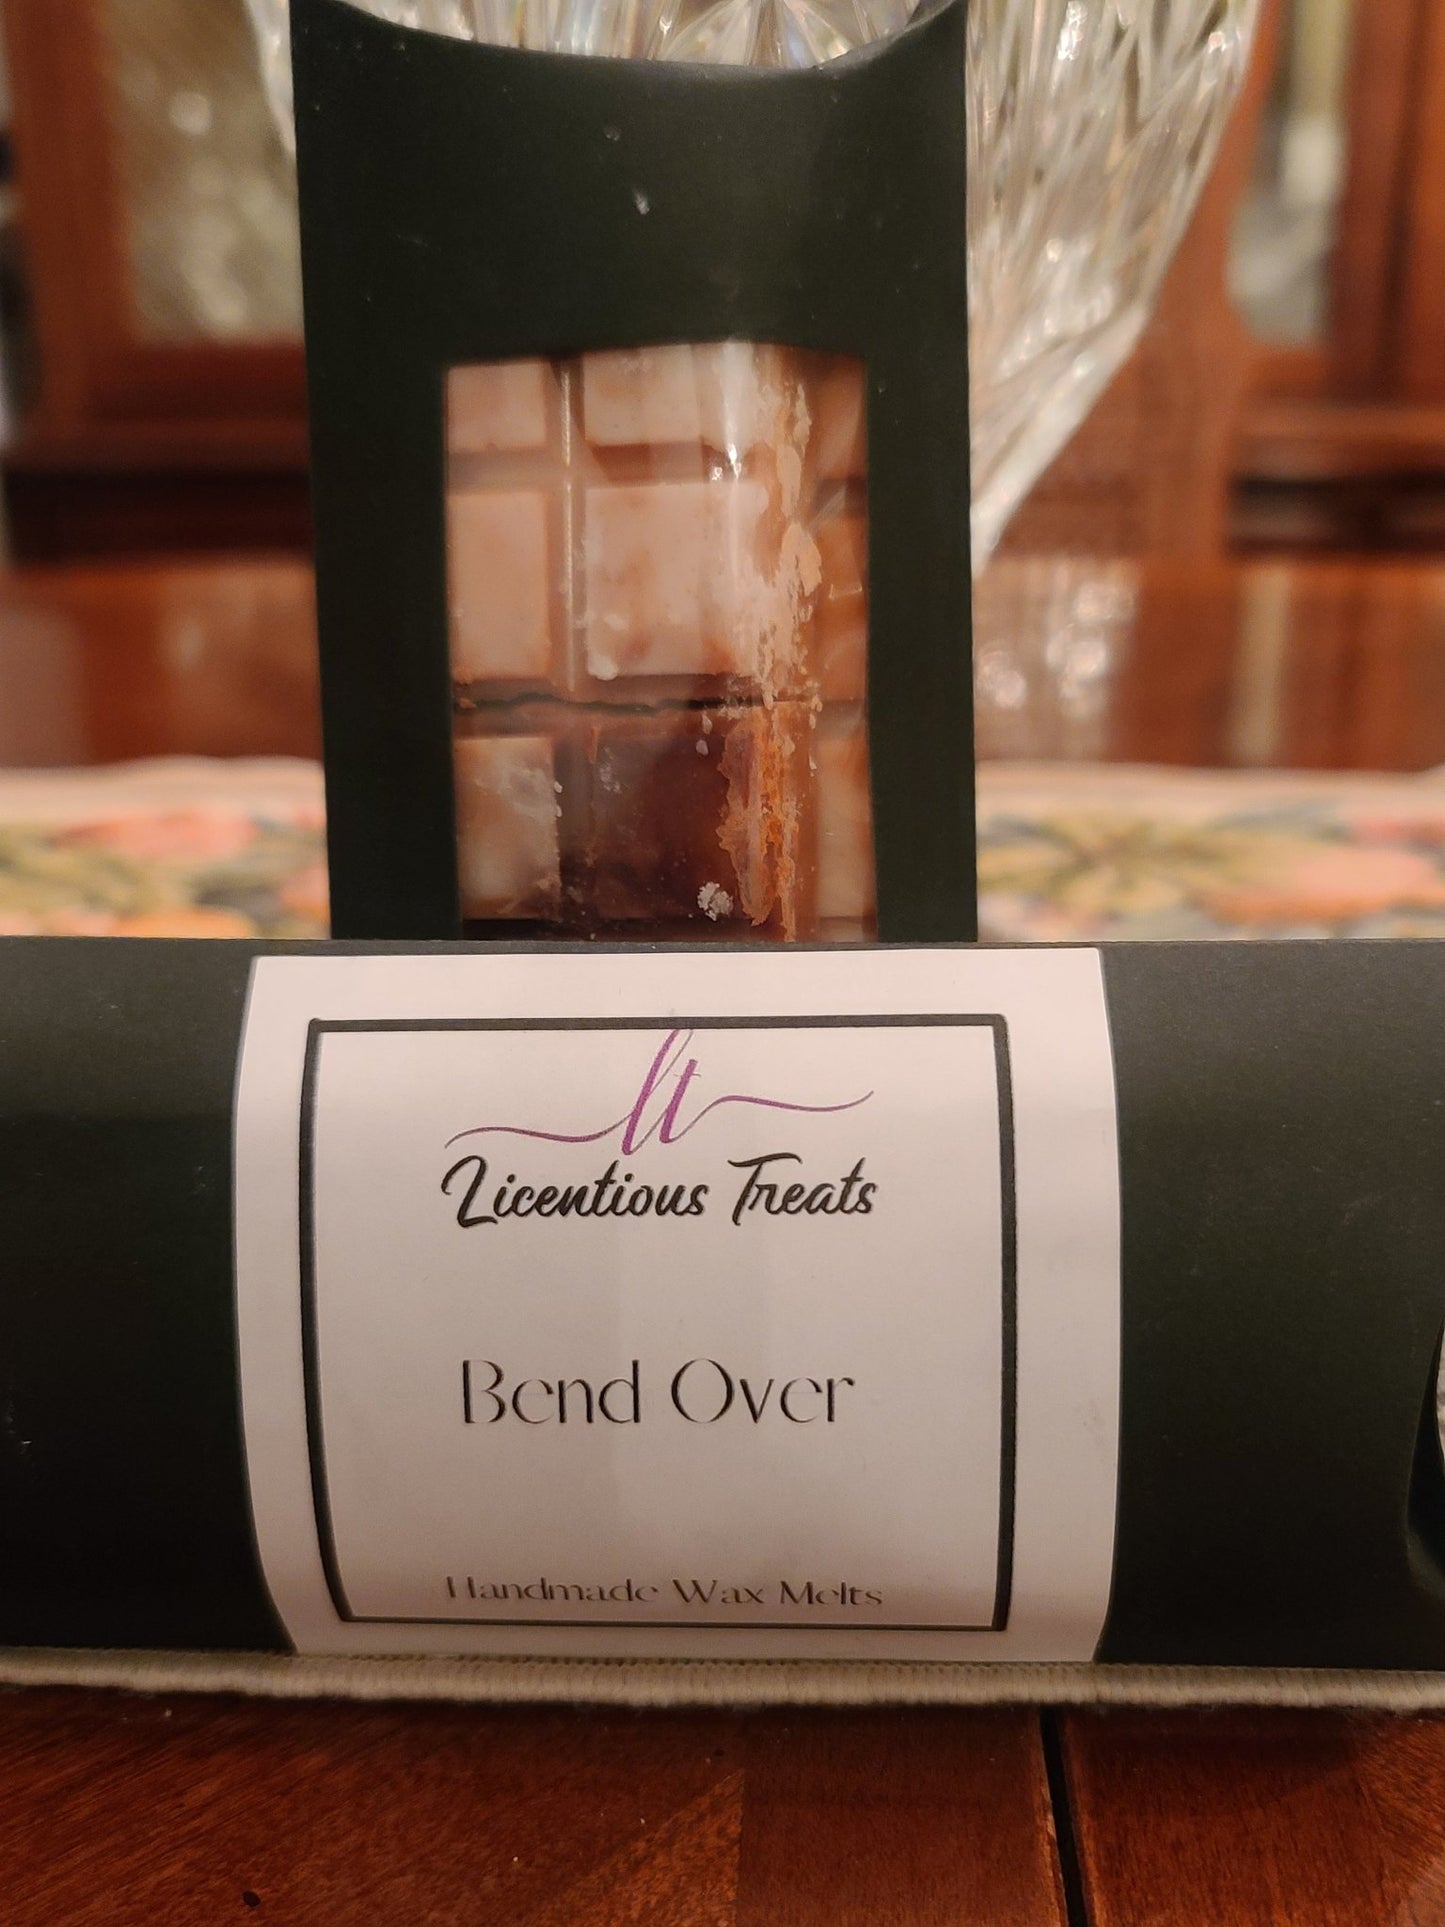 lt
Licentious Treats
Bend Over
Handmade Wax Melts